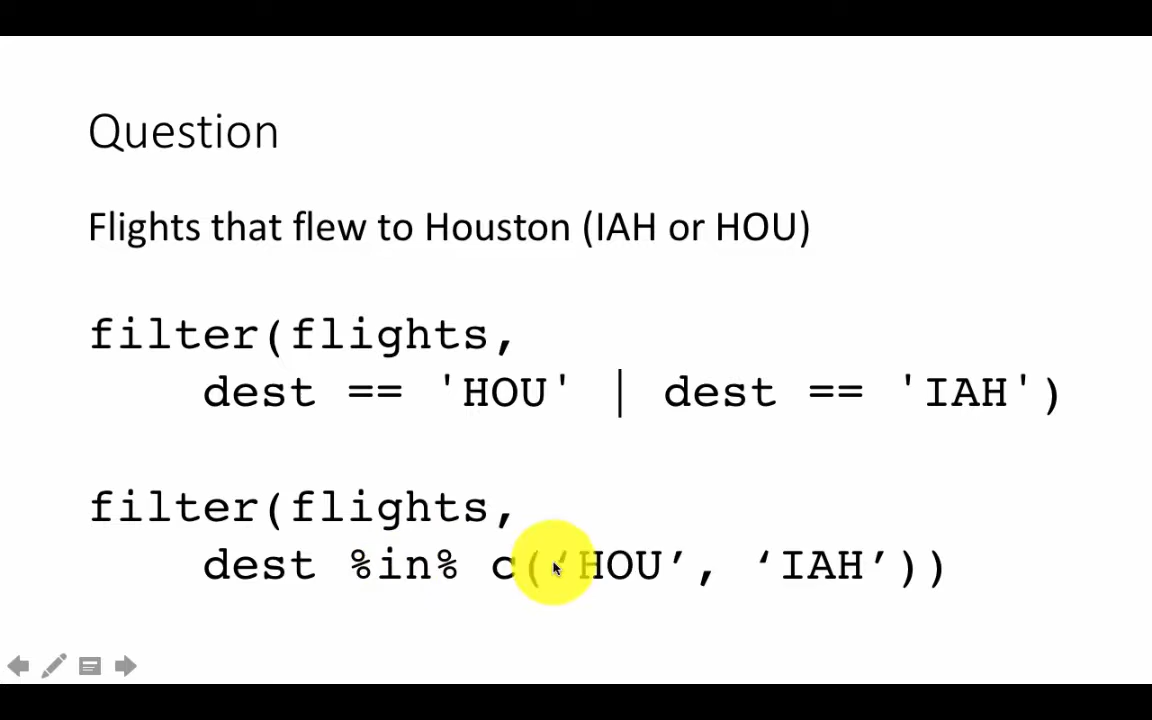 Question
Flights that flew to Houston (IAH or HOU)
filter(flights,
dest == 'HOU' | dest == 'IAH')
filter(flights,
dest %in% c(‘HOU’, ‘IAH’))